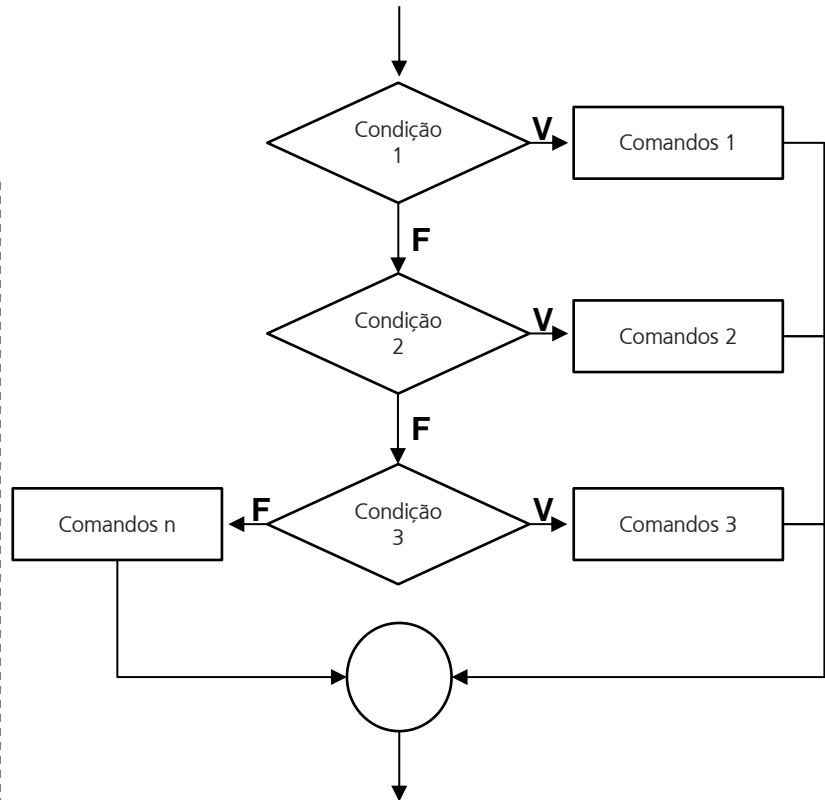 Condição
1
V
Comandos 1
F
Condição
2
V
Comandos 2
F
Comandos n
F
Condição
3
V
Comandos 3